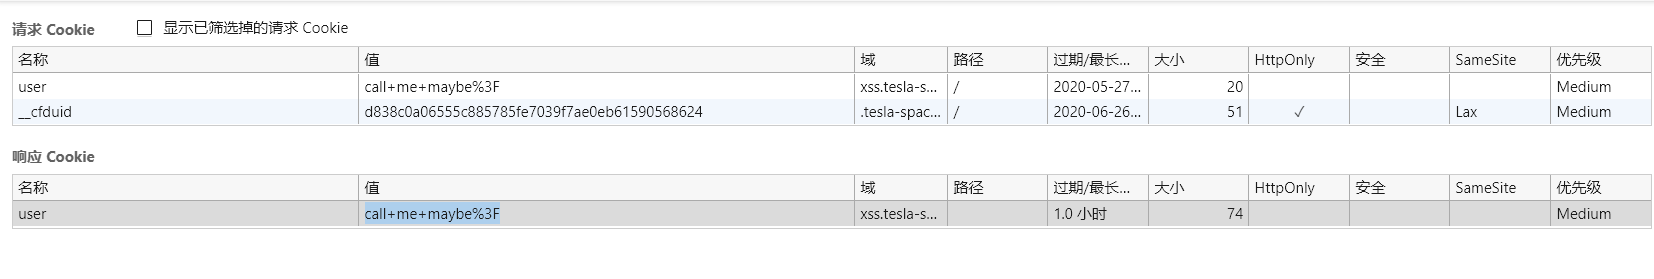 请求 Cookie 显示已筛选掉的请求 Cookie
名称 值 域 路径 过期/最长... 大小 HttpOnly 安全 SameSite 优先级
user call+me+maybe%3F xss.tesla-s... / 2020-05-27... 20 Medium
__cfduid d838c0a06555c885785fe7039f7ae0eb61590568624 .tesla-spac... / 2020-06-26... 51 ✓ Lax Medium
响应 Cookie
名称 值 域 路径 过期/最长... 大小 HttpOnly 安全 SameSite 优先级
user call+me+maybe%3F xss.tesla-s... 1.0 小时 74 Medium